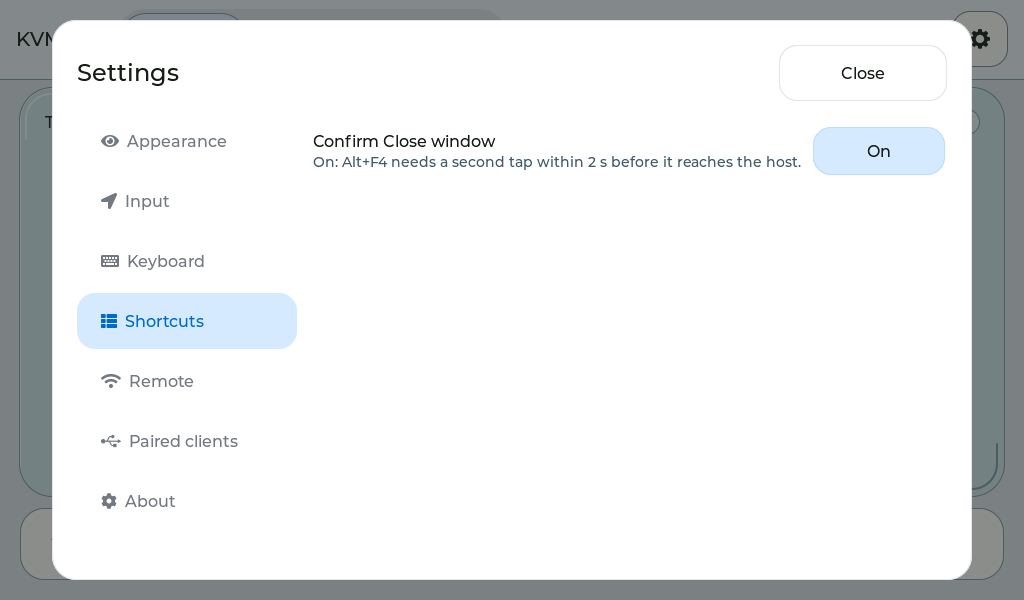 KVM
Settings
Close
Appearance
Input
Keyboard
Shortcuts
Remote
Paired clients
About
Confirm Close window
On: Alt+F4 needs a second tap within 2 s before it reaches the host.
On